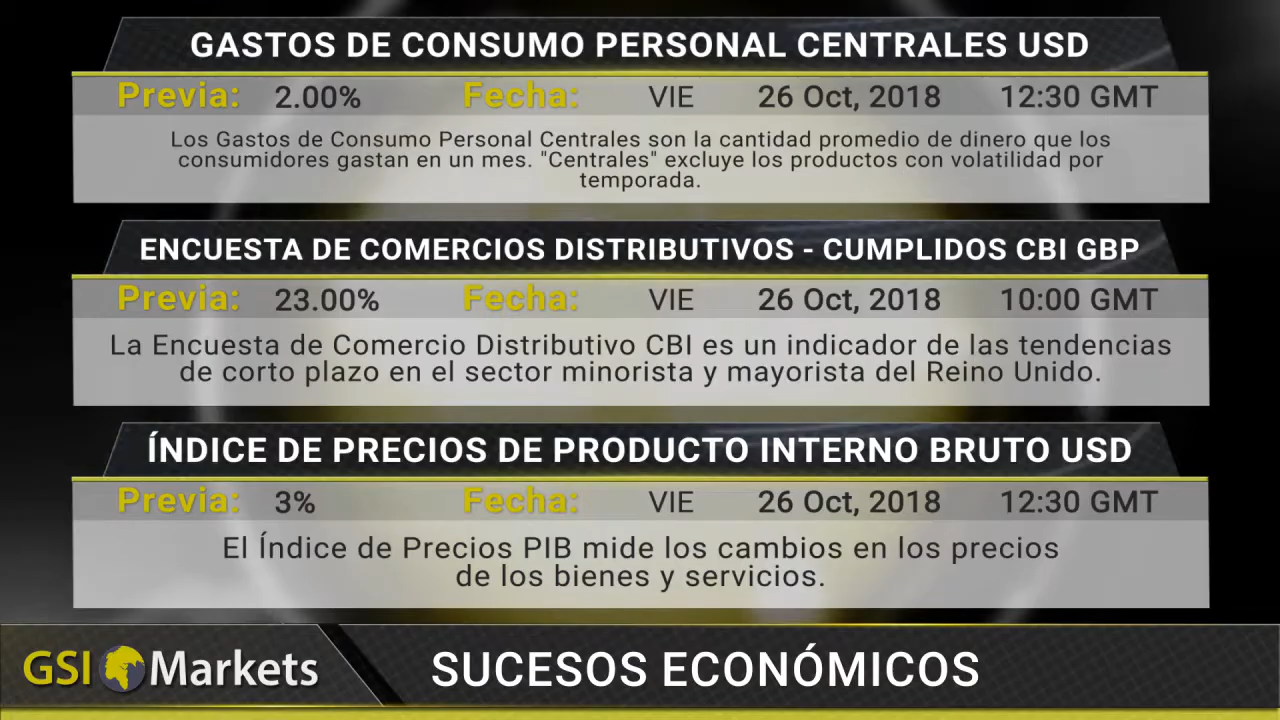 GASTOS DE CONSUMO PERSONAL CENTRALES USD
Previa: 2.00% Fecha: VIE 26 Oct, 2018 12:30 GMT
Los Gastos de Consumo Personal Centrales son la cantidad promedio de dinero que los
consumidores gastan en un mes. "Centrales" excluye los productos con volatilidad por
temporada.
ENCUESTA DE COMERCIOS DISTRIBUTIVOS - CUMPLIDOS CBI GBP
Previa: 23.00% Fecha: VIE 26 Oct, 2018 10:00 GMT
La Encuesta de Comercio Distributivo CBI es un indicador de las tendencias
de corto plazo en el sector minorista y mayorista del Reino Unido.
ÍNDICE DE PRECIOS DE PRODUCTO INTERNO BRUTO USD
Previa: 3% Fecha: VIE 26 Oct, 2018 12:30 GMT
El Índice de Precios PIB mide los cambios en los precios
de los bienes y servicios.
GSI Markets SUCESOS ECONÓMICOS